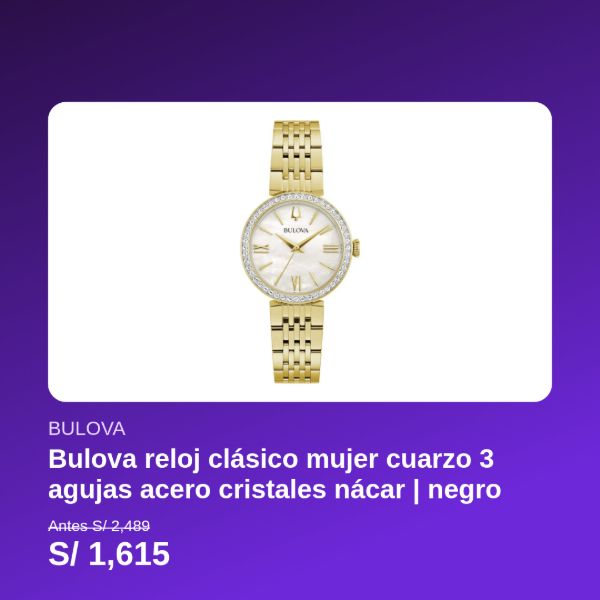 BULOVA
BULOVA
Bulova reloj clásico mujer cuarzo 3
agujas acero cristales nácar | negro
Antes S/ 2,489
S/ 1,615